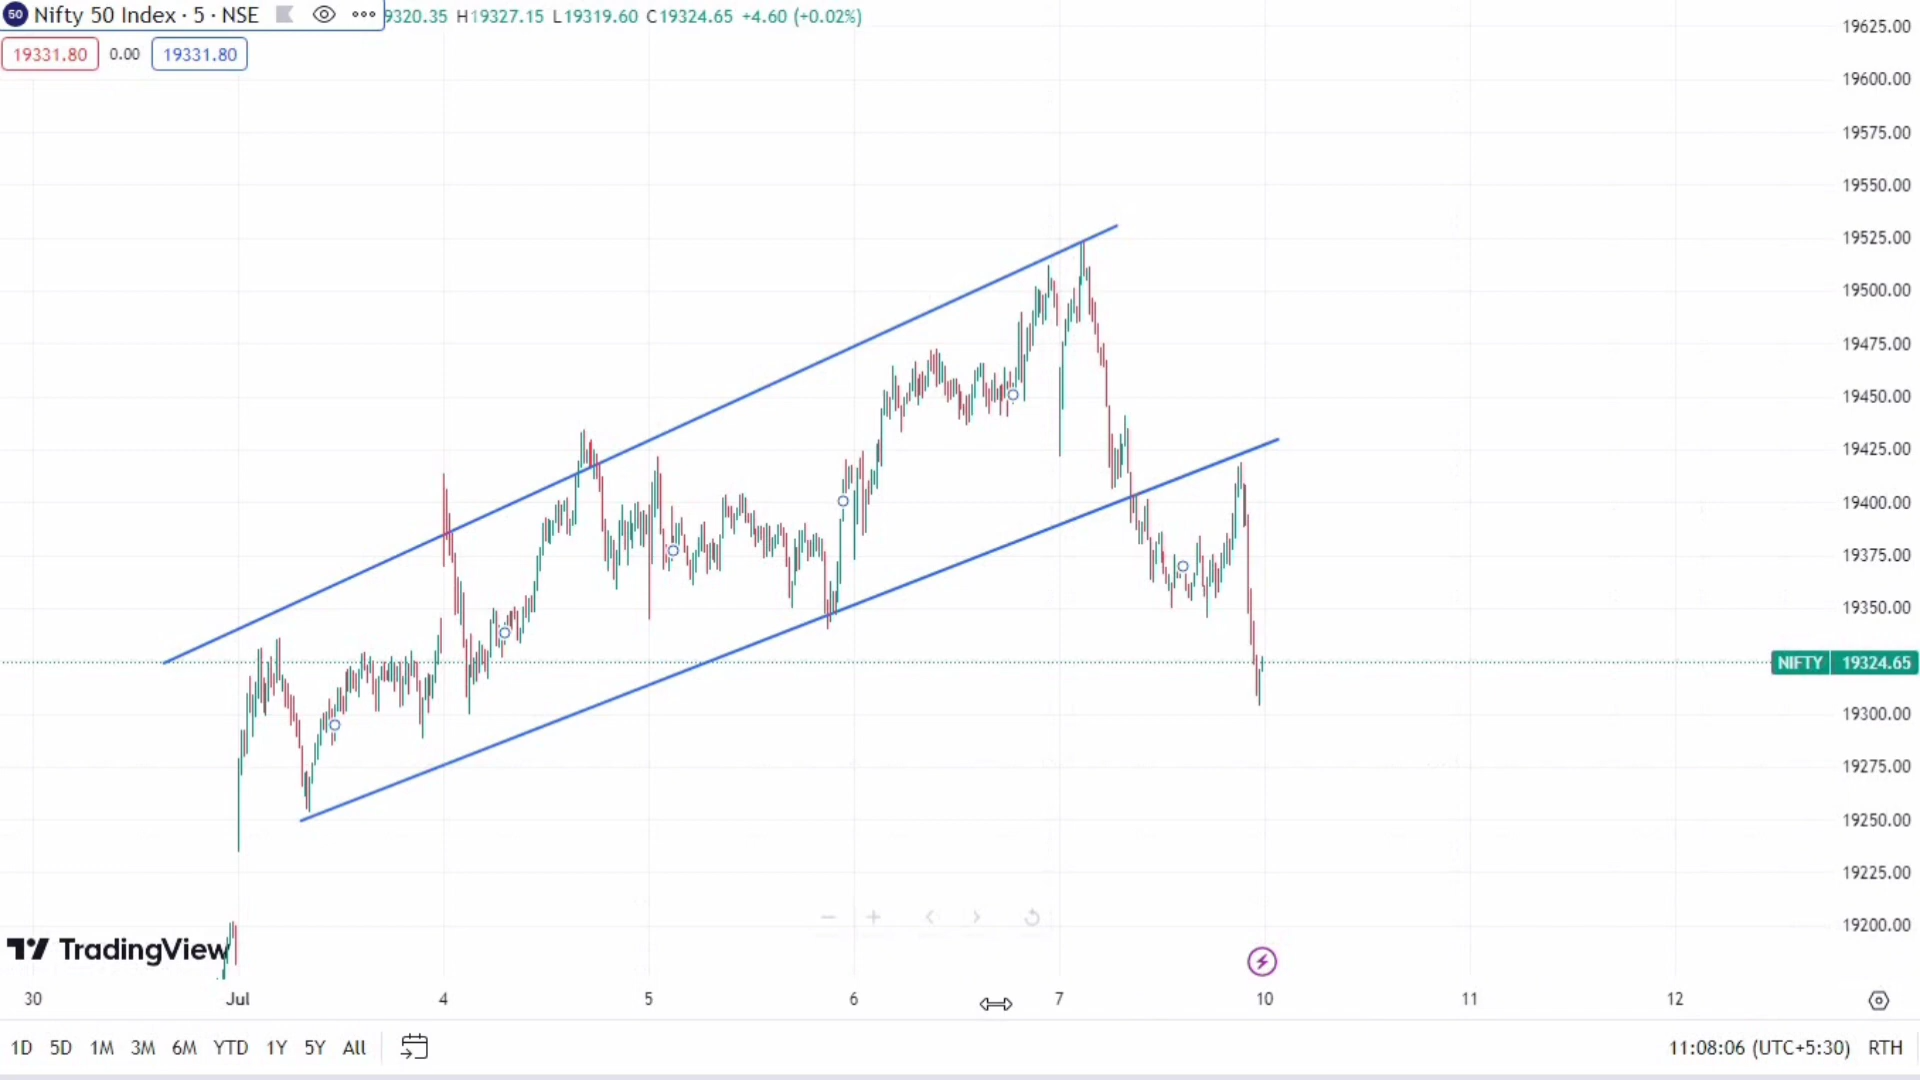 50 Nifty 50 Index · 5 · NSE 9320.35 H19327.15 L19319.60 C19324.65 +4.60 (+0.02%)
19331.80 0.00 19331.80
19625.00
19600.00
19575.00
19550.00
19525.00
19500.00
19475.00
19450.00
19425.00
19400.00
19375.00
19350.00
NIFTY 19324.65
19300.00
19275.00
19250.00
19225.00
19200.00
TradingView
30 Jul 4 5 6 7 10 11 12
1D 5D 1M 3M 6M YTD 1Y 5Y All 11:08:06 (UTC+5:30) RTH